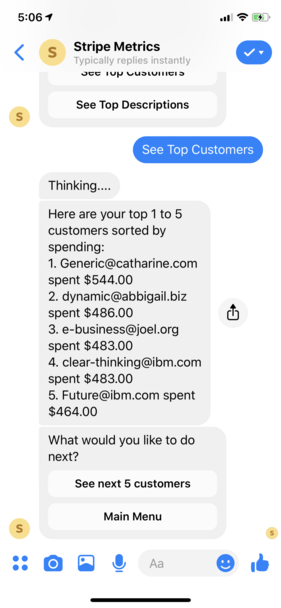 5:06
S Stripe Metrics
Typically replies instantly
See Top Customers
See Top Descriptions
S
See Top Customers
Thinking....
Here are your top 1 to 5
customers sorted by
spending:
1. Generic@catharine.com
spent $544.00
2. dynamic@abbigail.biz
spent $486.00
3. e-business@joel.org
spent $483.00
4. clear-thinking@ibm.com
spent $483.00
5. Future@ibm.com spent
$464.00
What would you like to do
next?
See next 5 customers
Main Menu
S
S
Aa